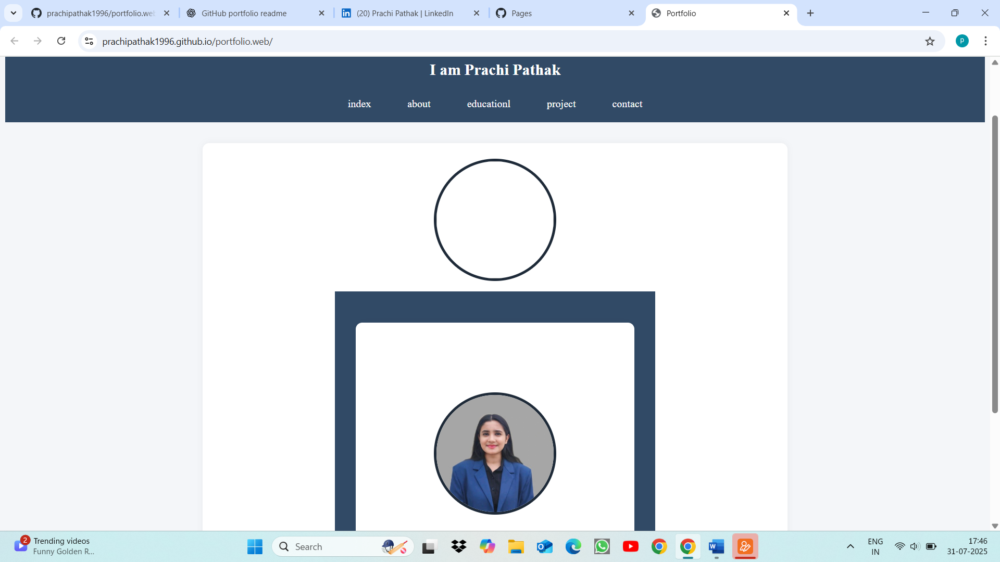 prachipathak1996/portfolio.web
GitHub portfolio readme
(20) Prachi Pathak | LinkedIn
Pages
Portfolio
prachipathak1996.github.io/portfolio.web/
P
I am Prachi Pathak
index
about
educationl
project
contact
2
Trending videos
Funny Golden R...
Search
ENG
IN
17:46
31-07-2025